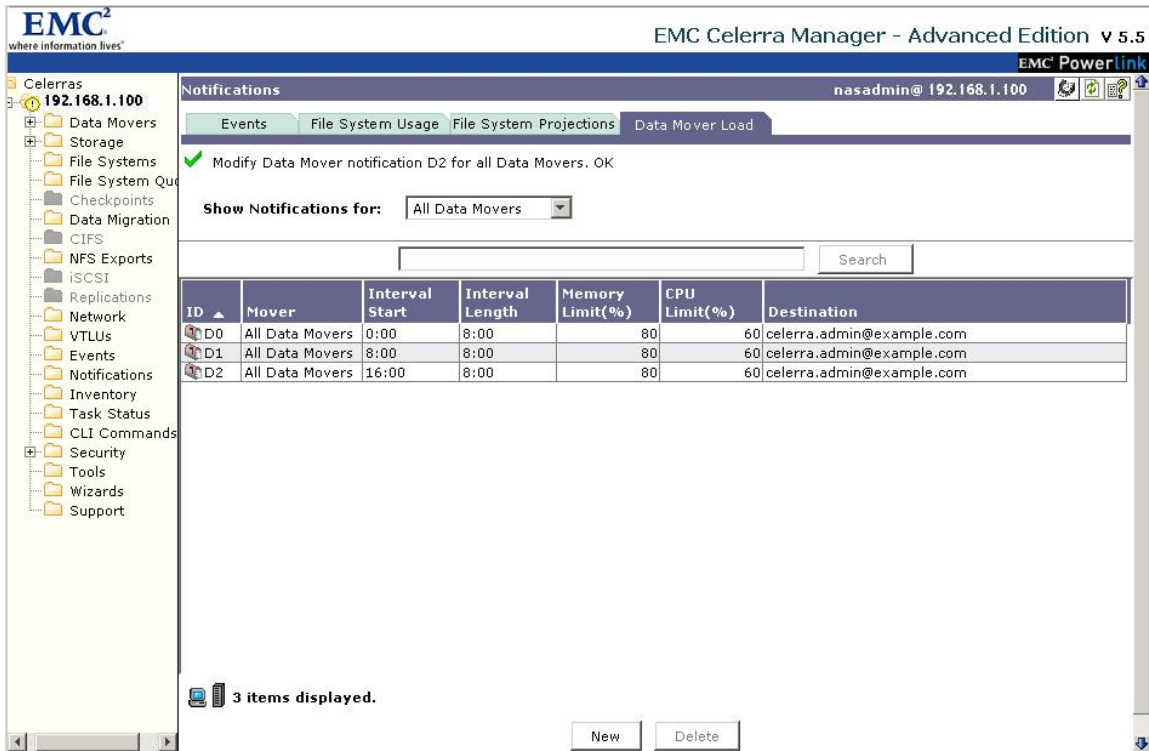 EMC²
where information lives®
EMC Celerra Manager - Advanced Edition v 5.5
EMC Powerlink
Celerras
192.168.1.100
Data Movers
Storage
File Systems
File System Quo
Checkpoints
Data Migration
CIFS
NFS Exports
iSCSI
Replications
Network
VTLUs
Events
Notifications
Inventory
Task Status
CLI Commands
Security
Tools
Wizards
Support
Notifications nasadmin@ 192.168.1.100
Events File System Usage File System Projections Data Mover Load
Modify Data Mover notification D2 for all Data Movers. OK
Show Notifications for: All Data Movers
Search
ID Mover Interval Start Interval Length Memory Limit(%) CPU Limit(%) Destination
D0 All Data Movers 0:00 8:00 80 60 celerra.admin@example.com
D1 All Data Movers 8:00 8:00 80 60 celerra.admin@example.com
D2 All Data Movers 16:00 8:00 80 60 celerra.admin@example.com
3 items displayed.
New Delete